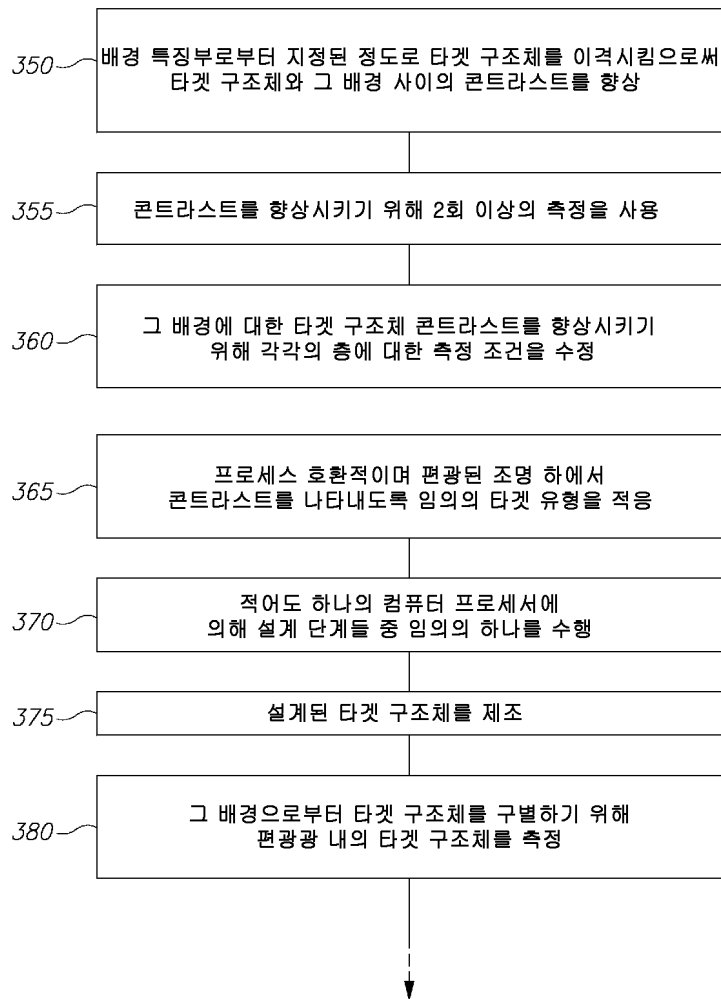 350
배경 특징부로부터 지정된 정도로 타겟 구조체를 이격시킴으로써
타겟 구조체와 그 배경 사이의 콘트라스트를 향상
355
콘트라스트를 향상시키기 위해 2회 이상의 측정을 사용
360
그 배경에 대한 타겟 구조체 콘트라스트를 향상시키기
위해 각각의 층에 대한 측정 조건을 수정
365
프로세스 호환적이며 편광된 조명 하에서
콘트라스트를 나타내도록 임의의 타겟 유형을 적응
370
적어도 하나의 컴퓨터 프로세서에
의해 설계 단계들 중 임의의 하나를 수행
375
설계된 타겟 구조체를 제조
380
그 배경으로부터 타겟 구조체를 구별하기 위해
편광광 내의 타겟 구조체를 측정